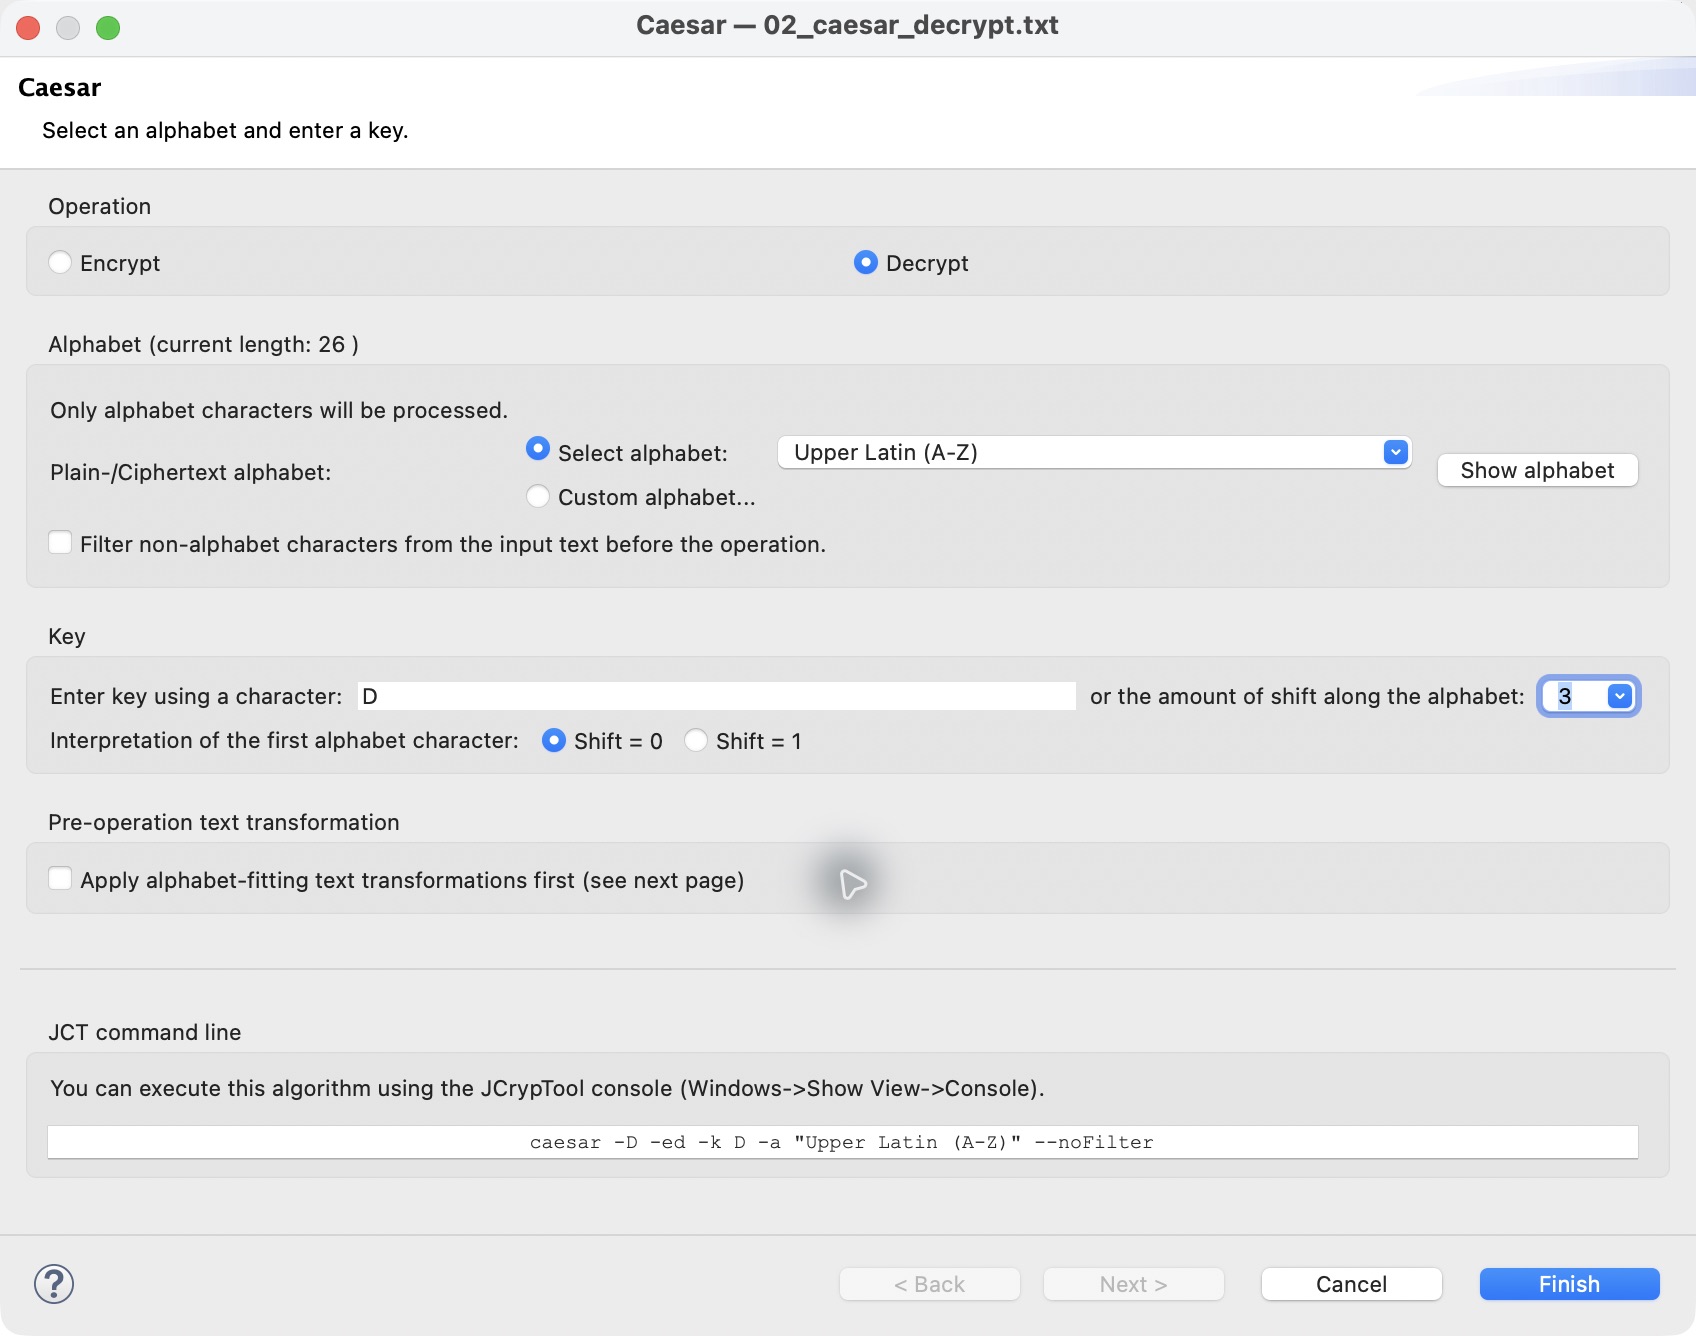 Caesar — 02_caesar_decrypt.txt
Caesar
Select an alphabet and enter a key.
Operation
Encrypt
Decrypt
Alphabet (current length: 26 )
Only alphabet characters will be processed.
Plain-/Ciphertext alphabet:
Select alphabet:
Upper Latin (A-Z)
Show alphabet
Custom alphabet...
Filter non-alphabet characters from the input text before the operation.
Key
Enter key using a character: D or the amount of shift along the alphabet: 3
Interpretation of the first alphabet character: Shift = 0 Shift = 1
Pre-operation text transformation
Apply alphabet-fitting text transformations first (see next page)
JCT command line
You can execute this algorithm using the JCrypTool console (Windows->Show View->Console).
caesar -D -ed -k D -a "Upper Latin (A-Z)" --noFilter
?
< Back
Next >
Cancel
Finish